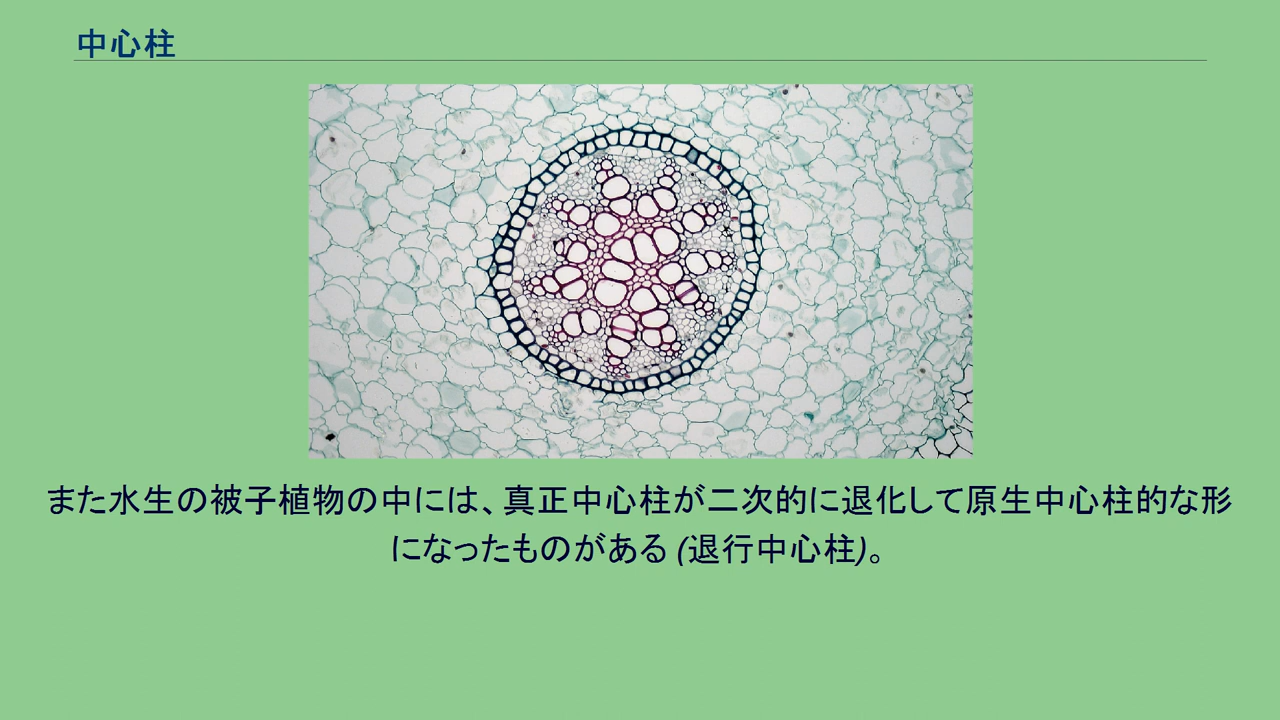 中心柱
また水生の被子植物の中には、真正中心柱が二次的に退化して原生中心柱的な形
になったものがある (退行中心柱)。